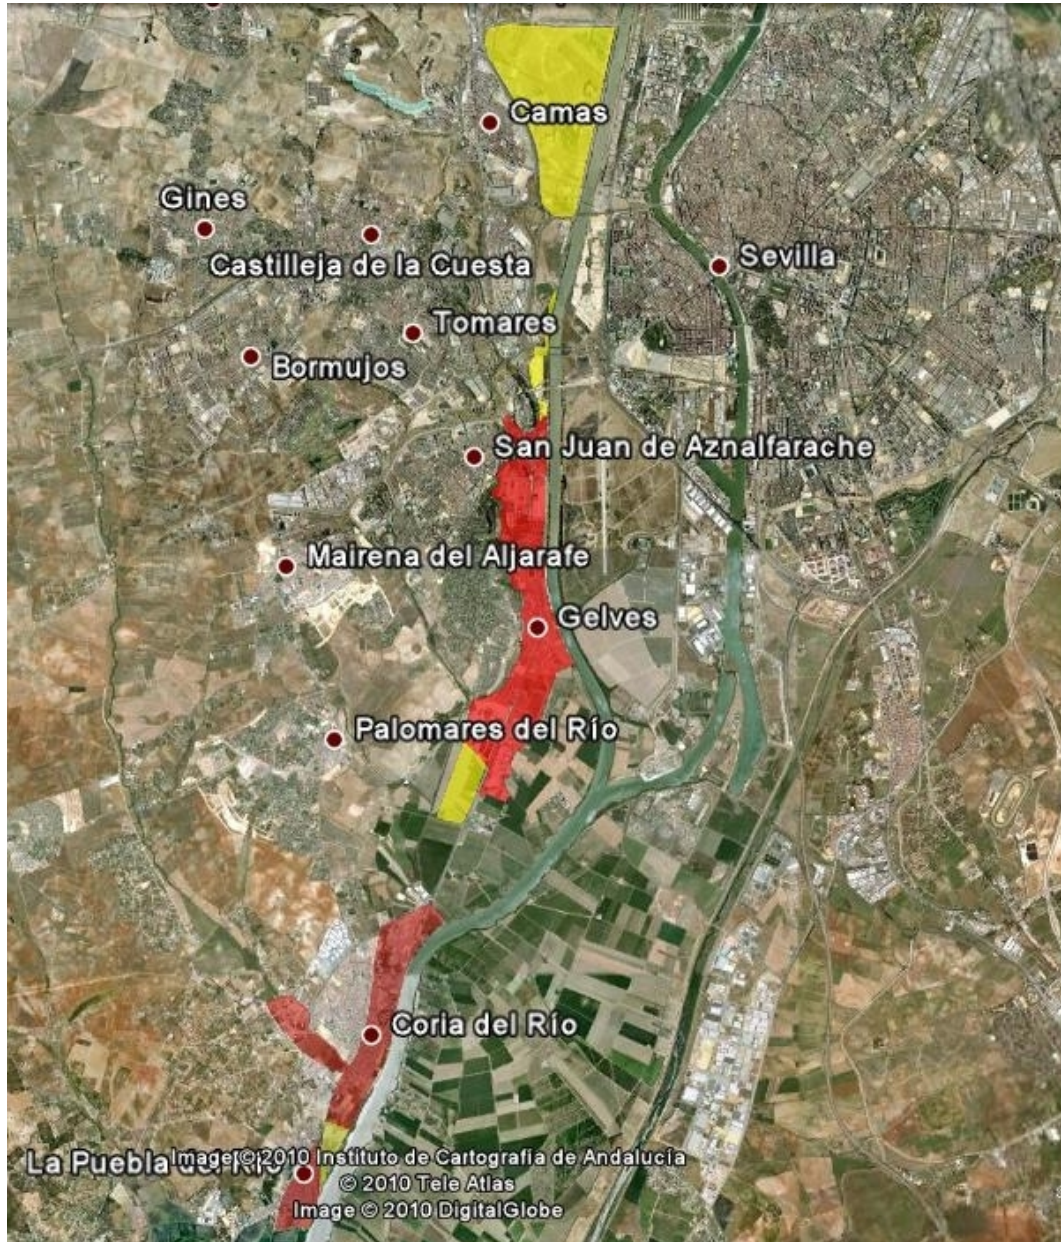 Camas
Gines
Castilleja de la Cuesta
Sevilla
Tomares
Bormujos
San Juan de Aznalfarache
Mairena del Aljarafe
Gelves
Palomares del Río
Coria del Río
La Puebla del Río
Image © 2010 Instituto de Cartografía de Andalucía
© 2010 Tele Atlas
Image © 2010 DigitalGlobe